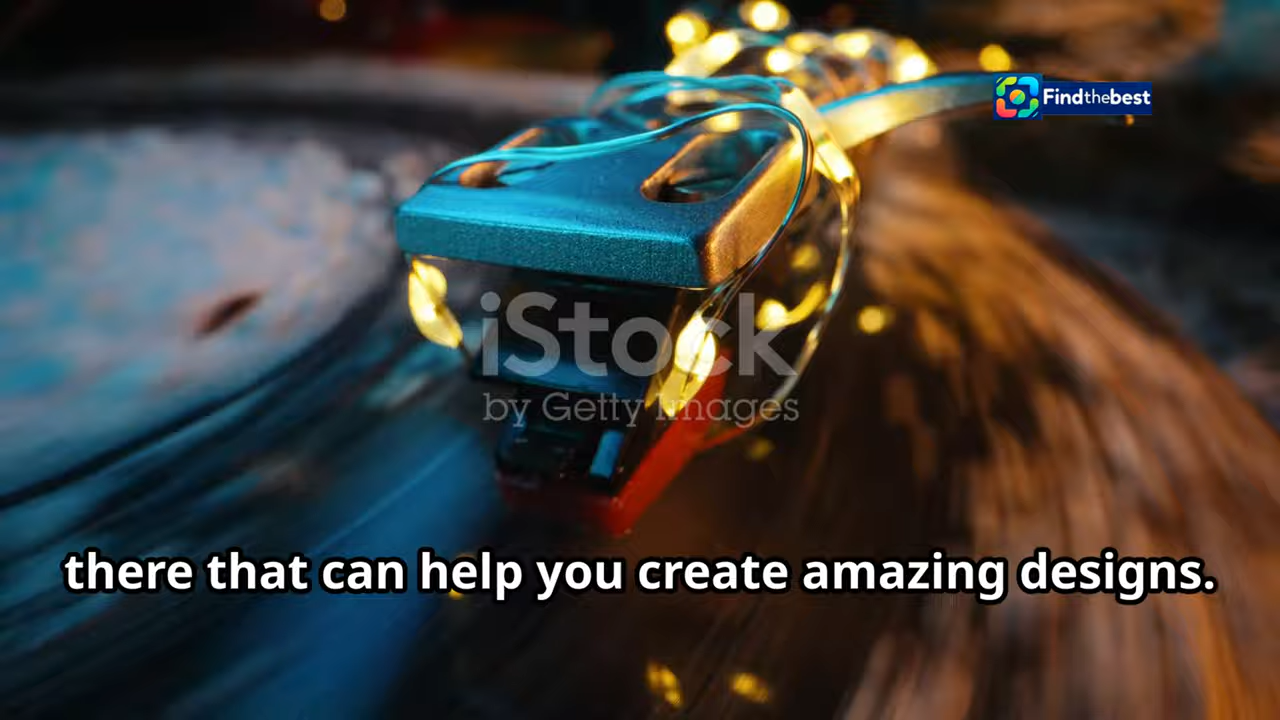 Findthebest
iStock
by Getty Images
there that can help you create amazing designs.